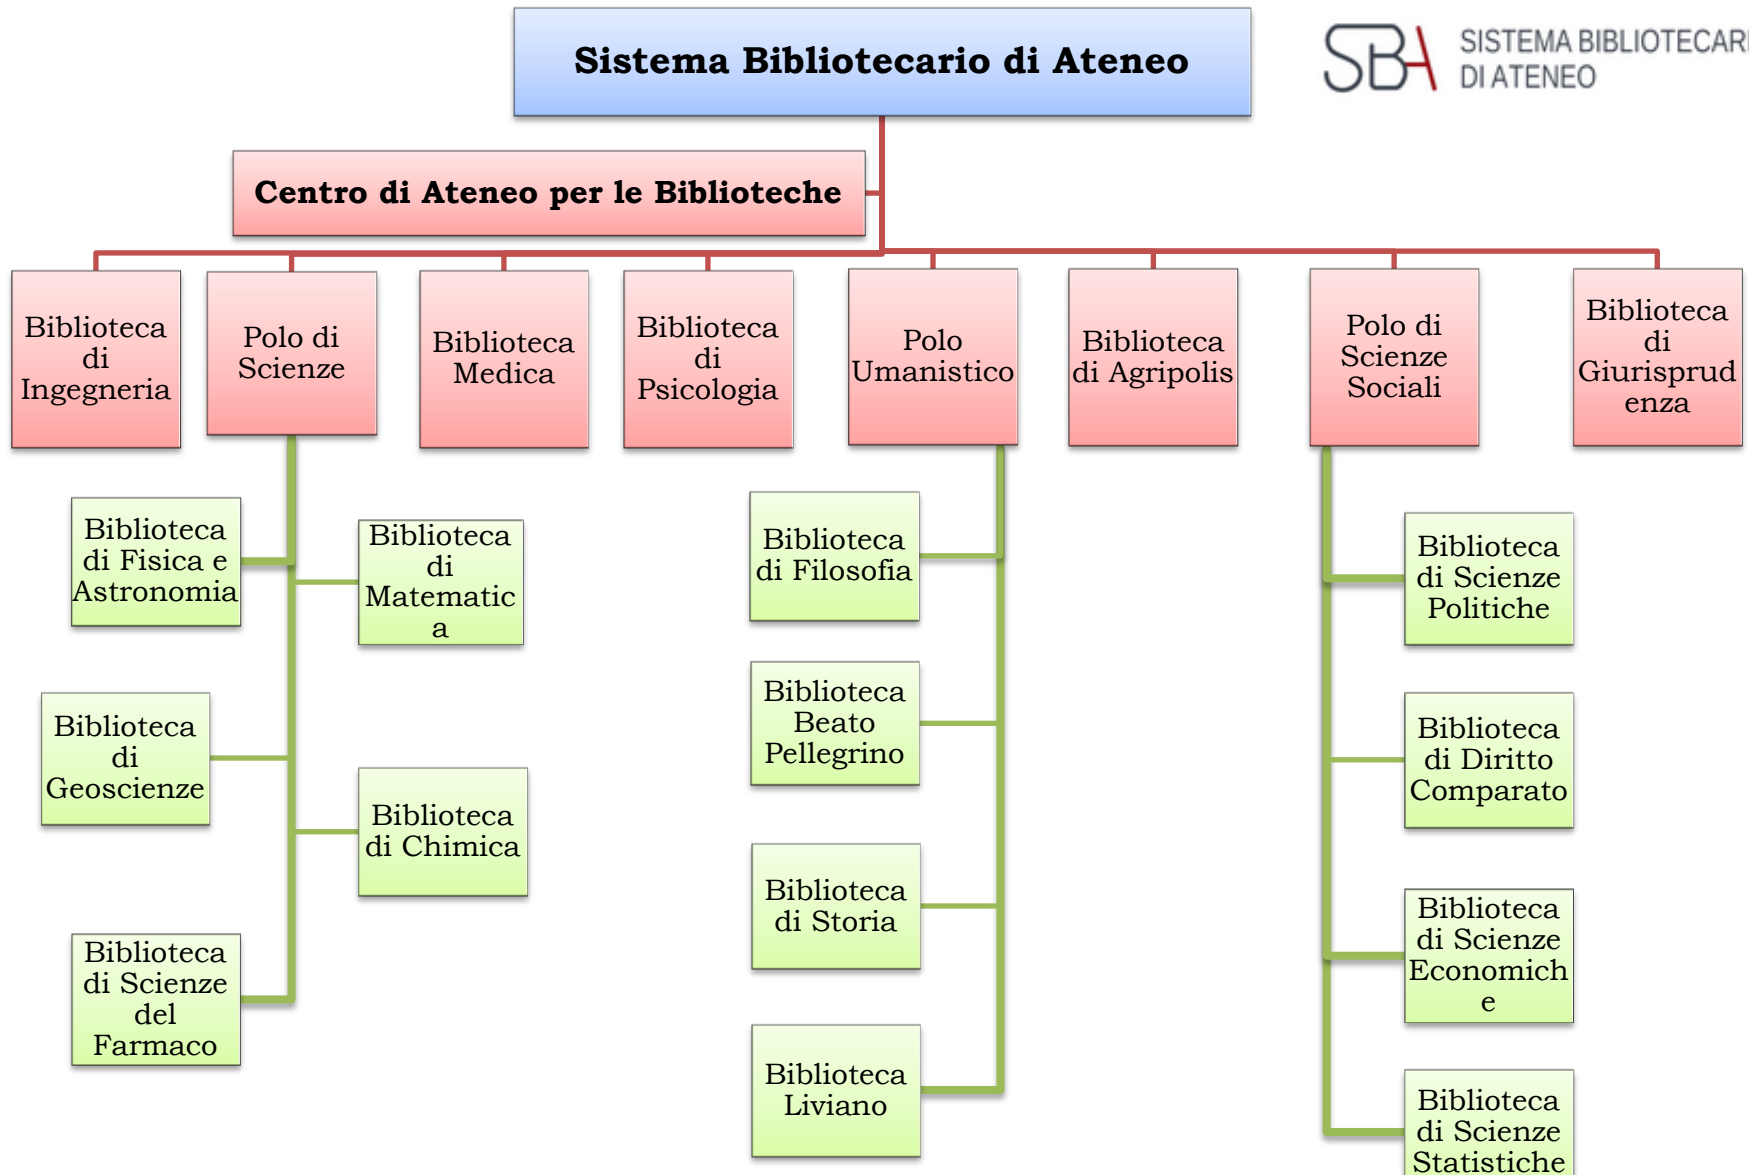 Sistema Bibliotecario di Ateneo
SBA
SISTEMA BIBLIOTECARI
DI ATENEO
Centro di Ateneo per le Biblioteche
Biblioteca
di
Ingegneria
Polo di
Scienze
Biblioteca
Medica
Biblioteca
di
Psicologia
Polo
Umanistico
Biblioteca
di Agripolis
Polo di
Scienze
Sociali
Biblioteca
di
Giurisprud
enza
Biblioteca
di Fisica e
Astronomia
Biblioteca
di
Matematic
a
Biblioteca
di
Geoscienze
Biblioteca
di Chimica
Biblioteca
di Scienze
del
Farmaco
Biblioteca
di Filosofia
Biblioteca
Beato
Pellegrino
Biblioteca
di Storia
Biblioteca
Liviano
Biblioteca
di Scienze
Politiche
Biblioteca
di Diritto
Comparato
Biblioteca
di Scienze
Economich
e
Biblioteca
di Scienze
Statistiche